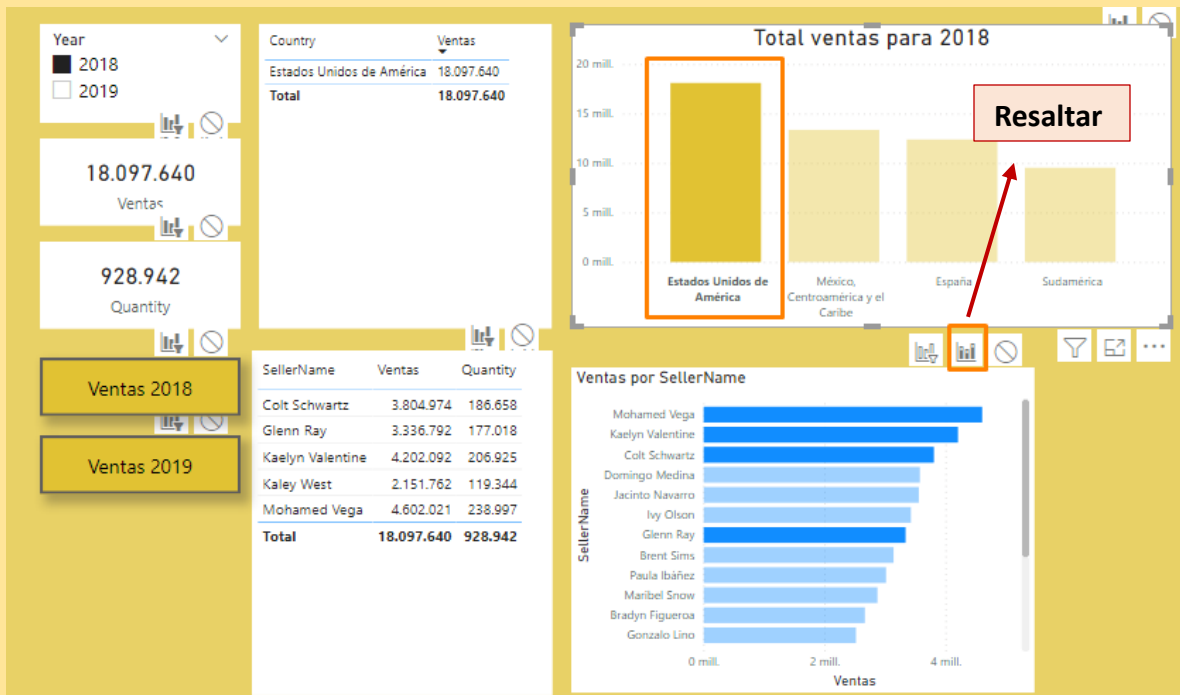 Year
2018
2019
18.097.640
Ventas
928.942
Quantity
Ventas 2018
Ventas 2019
Country Ventas
Estados Unidos de América 18.097.640
Total 18.097.640
SellerName Ventas Quantity
Colt Schwartz 3.804.974 186.658
Glenn Ray 3.336.792 177.018
Kaelyn Valentine 4.202.092 206.925
Kaley West 2.151.762 119.344
Mohamed Vega 4.602.021 238.997
Total 18.097.640 928.942
Total ventas para 2018
20 mill.
15 mill.
10 mill.
5 mill.
0 mill.
Estados Unidos de
América
México,
Centroamérica y el
Caribe
España
Sudamérica
Resaltar
Ventas por SellerName
SellerName
Mohamed Vega
Kaelyn Valentine
Colt Schwartz
Domingo Medina
Jacinto Navarro
Ivy Olson
Glenn Ray
Brent Sims
Paula Ibáñez
Maribel Snow
Bradyn Figueroa
Gonzalo Lino
0 mill. 2 mill. 4 mill.
Ventas